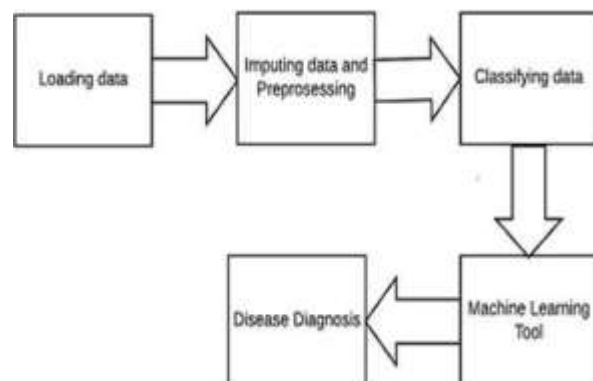 Loading data
Imputing data and
Preprosessing
Classifying data
Machine Learning
Tool
Disease Diagnosis